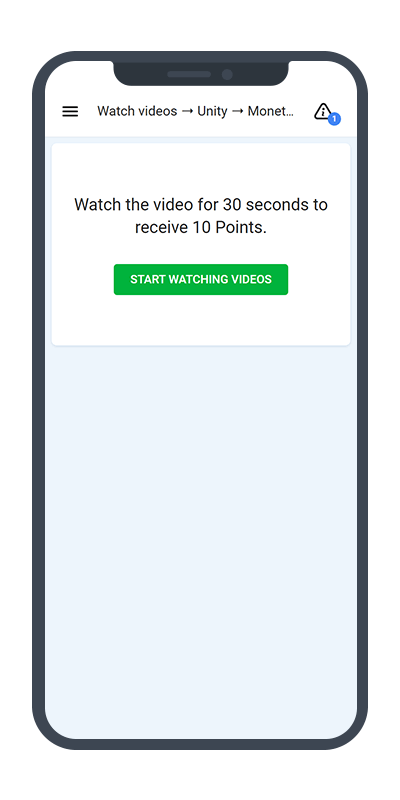 Watch videos → Unity → Monet...
1
Watch the video for 30 seconds to
receive 10 Points.
START WATCHING VIDEOS